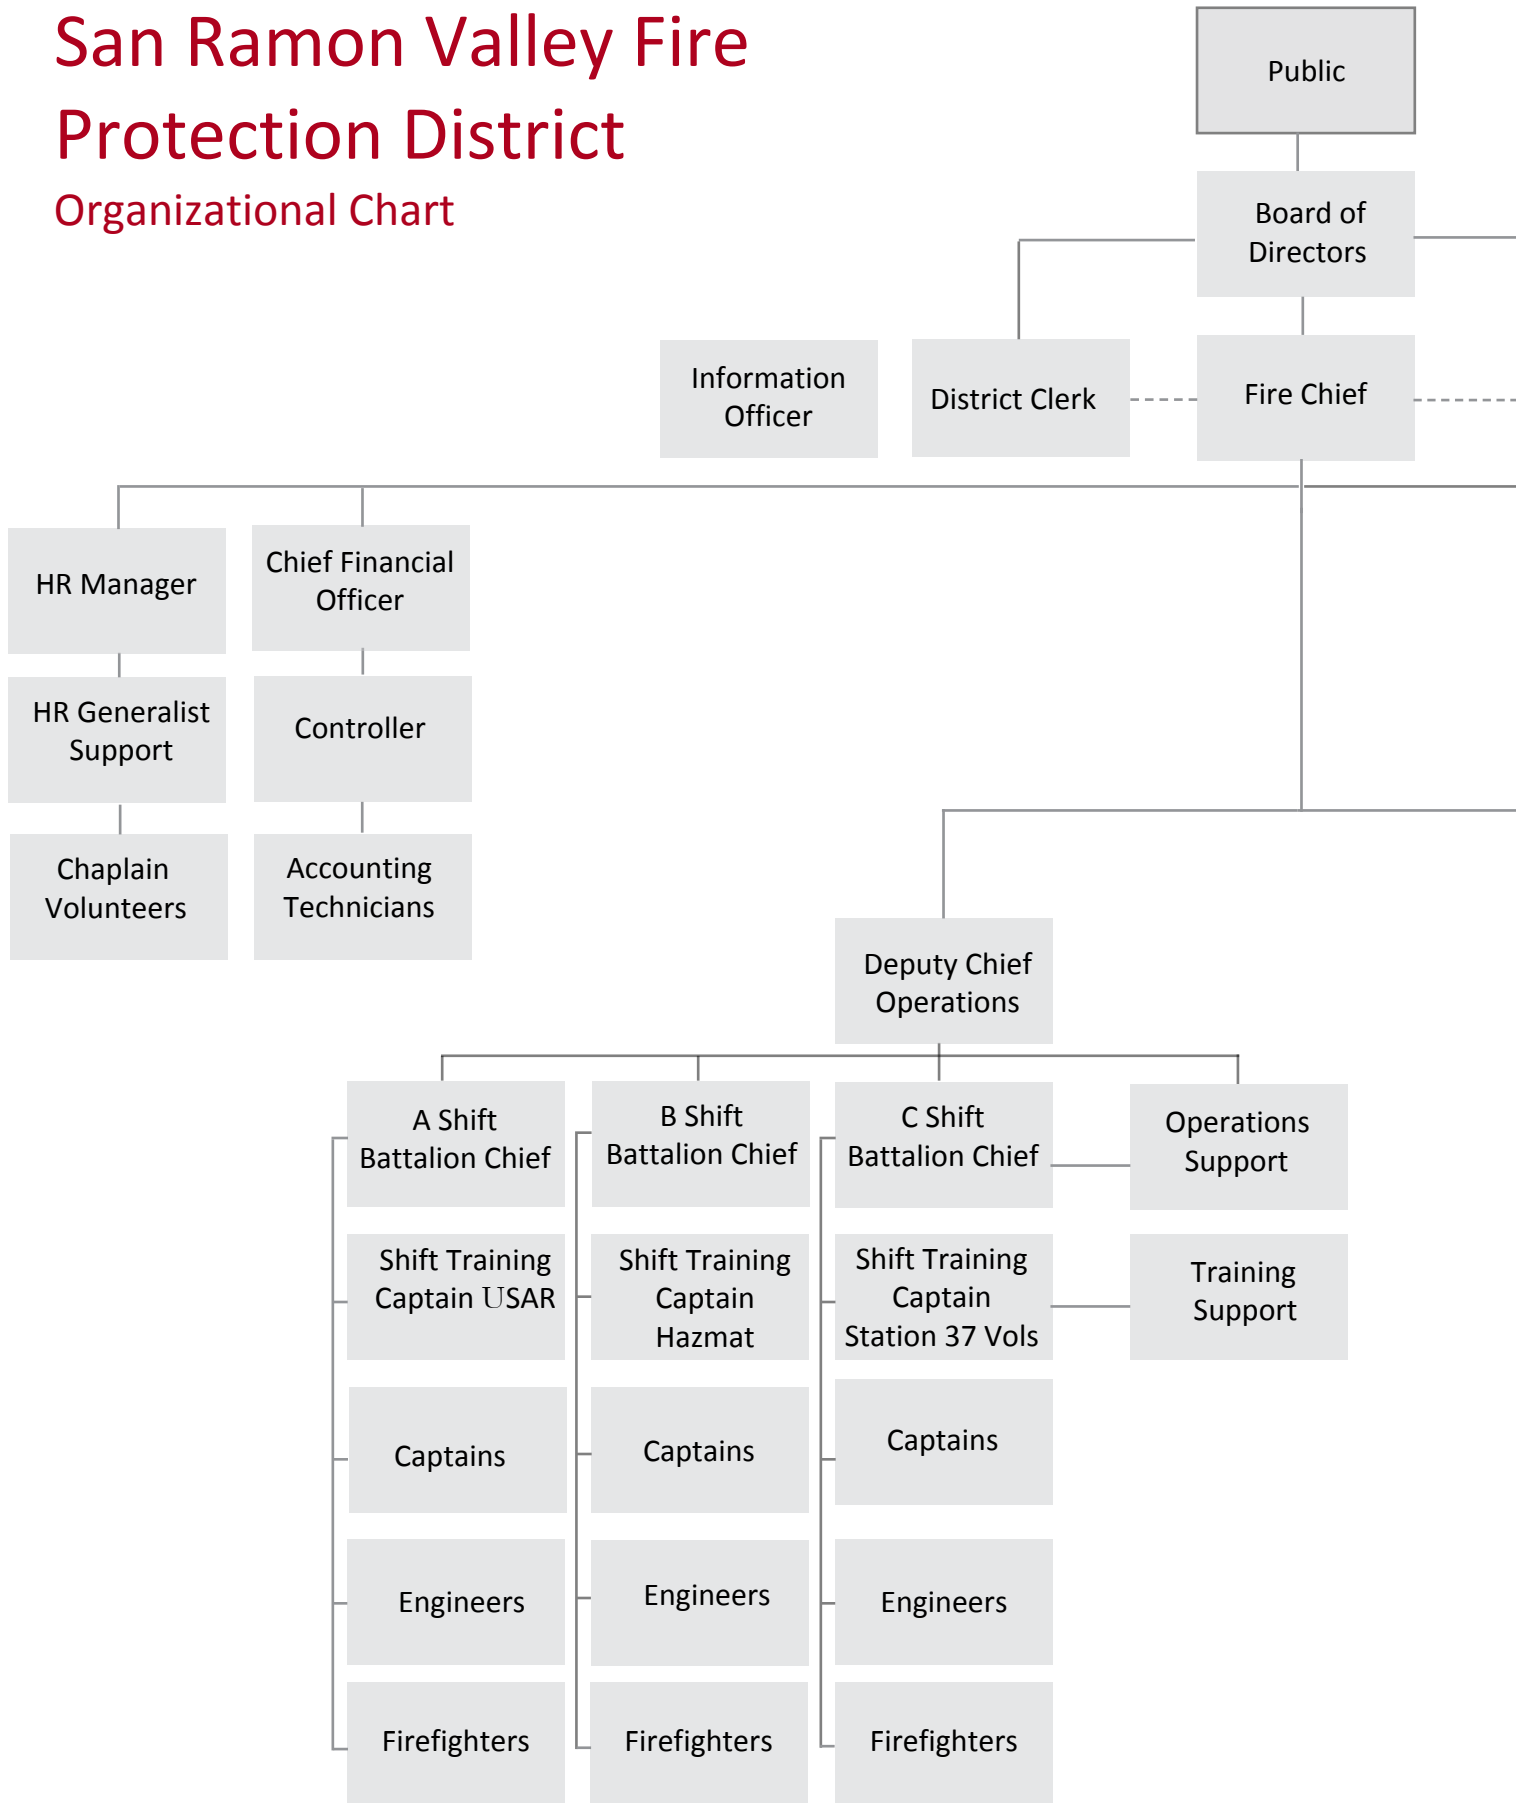 San Ramon Valley Fire
Protection District
Organizational Chart
Public
Board of
Directors
Information
Officer
District Clerk
Fire Chief
HR Manager
Chief Financial
Officer
HR Generalist
Support
Controller
Chaplain
Volunteers
Accounting
Technicians
Deputy Chief
Operations
A Shift
Battalion Chief
B Shift
Battalion Chief
C Shift
Battalion Chief
Operations
Support
Shift Training
Captain USAR
Shift Training
Captain
Hazmat
Shift Training
Captain
Station 37 Vols
Training
Support
Captains
Captains
Captains
Engineers
Engineers
Engineers
Firefighters
Firefighters
Firefighters